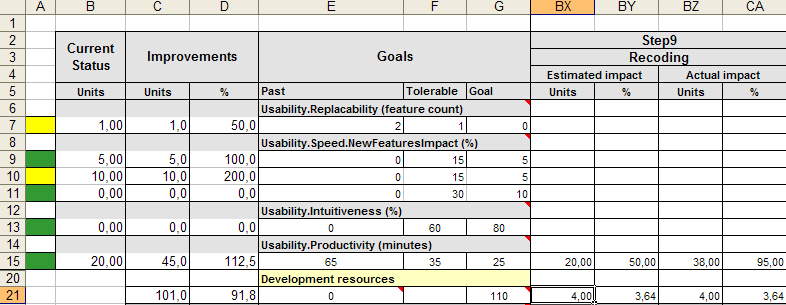 A B C D E F G BX BY BZ CA
1
2 Current Status Improvements Goals Step9
3 Recoding
4 Estimated impact Actual impact
5 Units Units % Past Tolerable Goal Units % Units %
6 Usability.Replacability (feature count)
7 1,00 1,0 50,0 2 1 0
8 Usability.Speed.NewFeaturesImpact (%)
9 5,00 5,0 100,0 0 15 5
10 10,00 10,0 200,0 0 15 5
11 0,00 0,0 0,0 0 30 10
12 Usability.Intuitiveness (%)
13 0,00 0,0 0,0 0 60 80
14 Usability.Productivity (minutes)
15 20,00 45,0 112,5 65 35 25 20,00 50,00 38,00 95,00
20 Development resources
21 101,0 91,8 0 110 4,00 3,64 4,00 3,64